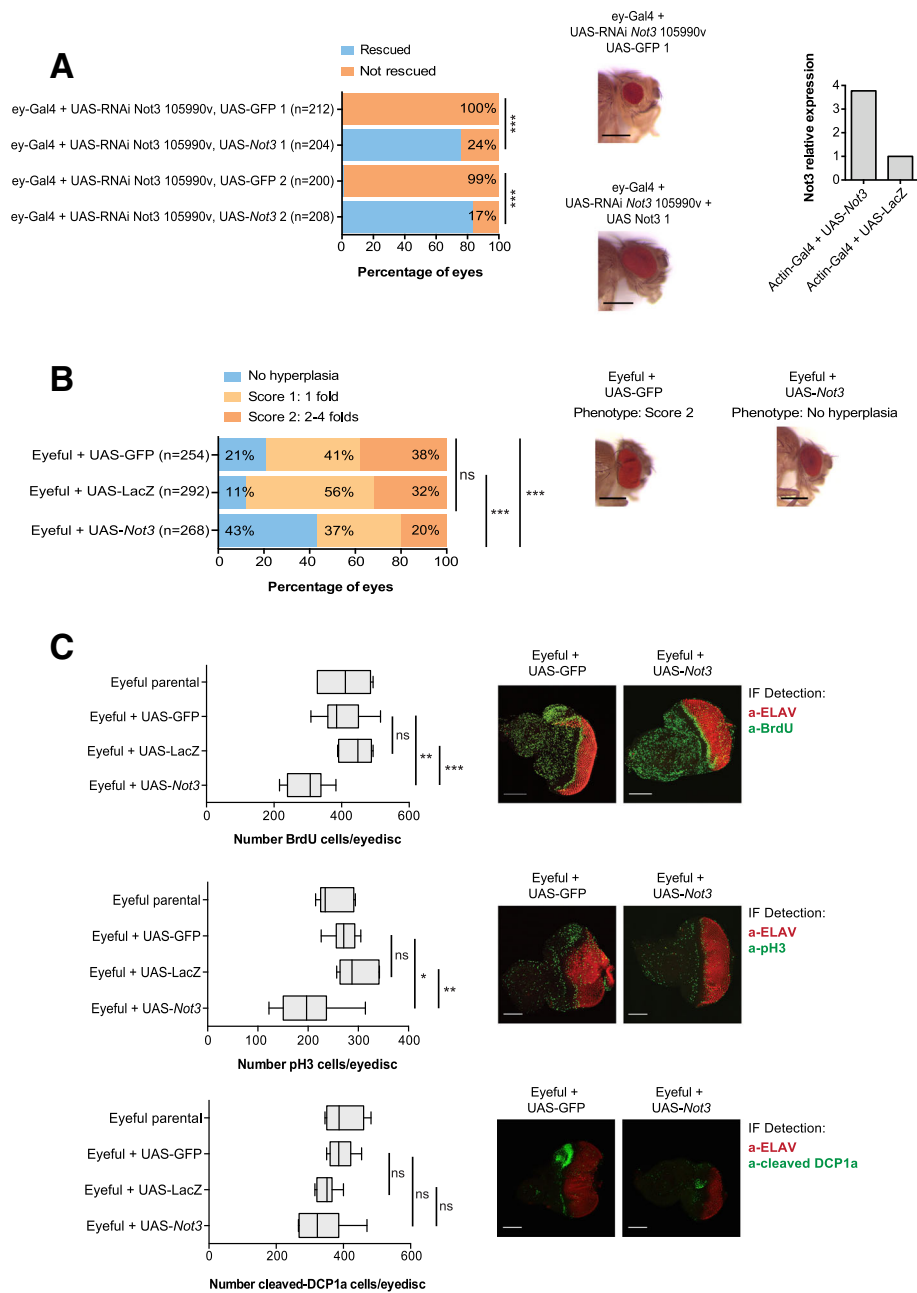 A
Rescued
Not rescued
ey-Gal4 + UAS-RNAi Not3 105990v, UAS-GFP 1 (n=212)
100%
ey-Gal4 + UAS-RNAi Not3 105990v, UAS-Not3 1 (n=204)
24%
ey-Gal4 + UAS-RNAi Not3 105990v, UAS-GFP 2 (n=200)
99%
ey-Gal4 + UAS-RNAi Not3 105990v, UAS-Not3 2 (n=208)
17%
***
***
0 20 40 60 80 100
Percentage of eyes
ey-Gal4 +
UAS-RNAi Not3 105990v
UAS-GFP 1
ey-Gal4 +
UAS-RNAi Not3 105990v +
UAS Not3 1
Not3 relative expression
4
3
2
1
0
Actin-Gal4 + UAS-Not3
Actin-Gal4 + UAS-LacZ
B
No hyperplasia
Score 1: 1 fold
Score 2: 2-4 folds
Eyeful + UAS-GFP (n=254)
21% 41% 38%
Eyeful + UAS-LacZ (n=292)
11% 56% 32%
Eyeful + UAS-Not3 (n=268)
43% 37% 20%
ns
***
***
0 20 40 60 80 100
Percentage of eyes
Eyeful +
UAS-GFP
Phenotype: Score 2
Eyeful +
UAS-Not3
Phenotype: No hyperplasia
C
Eyeful parental
Eyeful + UAS-GFP
Eyeful + UAS-LacZ
Eyeful + UAS-Not3
ns
**
***
0 200 400 600
Number BrdU cells/eyedisc
Eyeful +
UAS-GFP
Eyeful +
UAS-Not3
IF Detection:
a-ELAV
a-BrdU
Eyeful parental
Eyeful + UAS-GFP
Eyeful + UAS-LacZ
Eyeful + UAS-Not3
ns
*
**
0 100 200 300 400
Number pH3 cells/eyedisc
Eyeful +
UAS-GFP
Eyeful +
UAS-Not3
IF Detection:
a-ELAV
a-pH3
Eyeful parental
Eyeful + UAS-GFP
Eyeful + UAS-LacZ
Eyeful + UAS-Not3
ns
ns
ns
0 200 400 600
Number cleaved-DCP1a cells/eyedisc
Eyeful +
UAS-GFP
Eyeful +
UAS-Not3
IF Detection:
a-ELAV
a-cleaved DCP1a